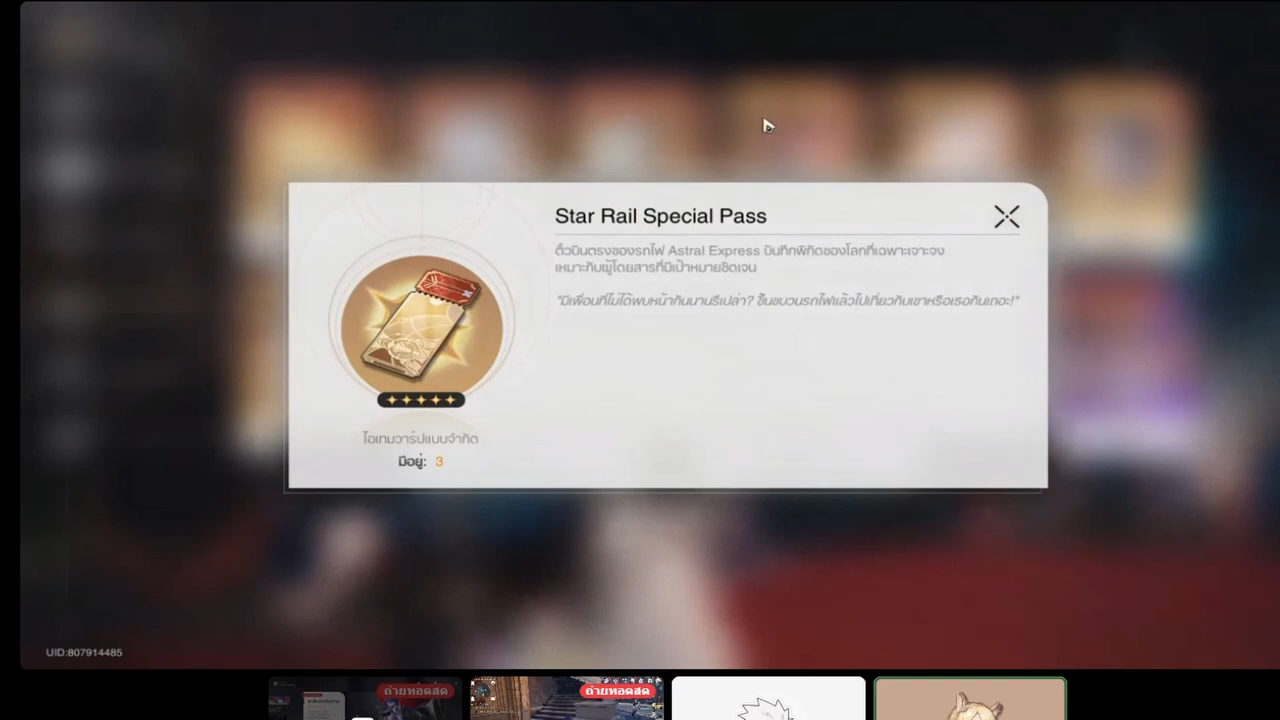 Star Rail Special Pass
ตั๋วบินตรงของรถไฟ Astral Express บันทึกพิกัดของโลกที่เฉพาะเจาะจง
เหมาะกับผู้โดยสารที่มีเป้าหมายชัดเจน
"มีเพื่อนที่ไม่ได้พบหน้ากันนานรึเปล่า? ขึ้นขบวนรถไฟแล้วไปเที่ยวกับเขาหรือเธอกันเถอะ!"
ไอเทมวาร์ปแบบจำกัด
มีอยู่: 3
UID:807914485
ถ่ายทอดสด
ถ่ายทอดสด